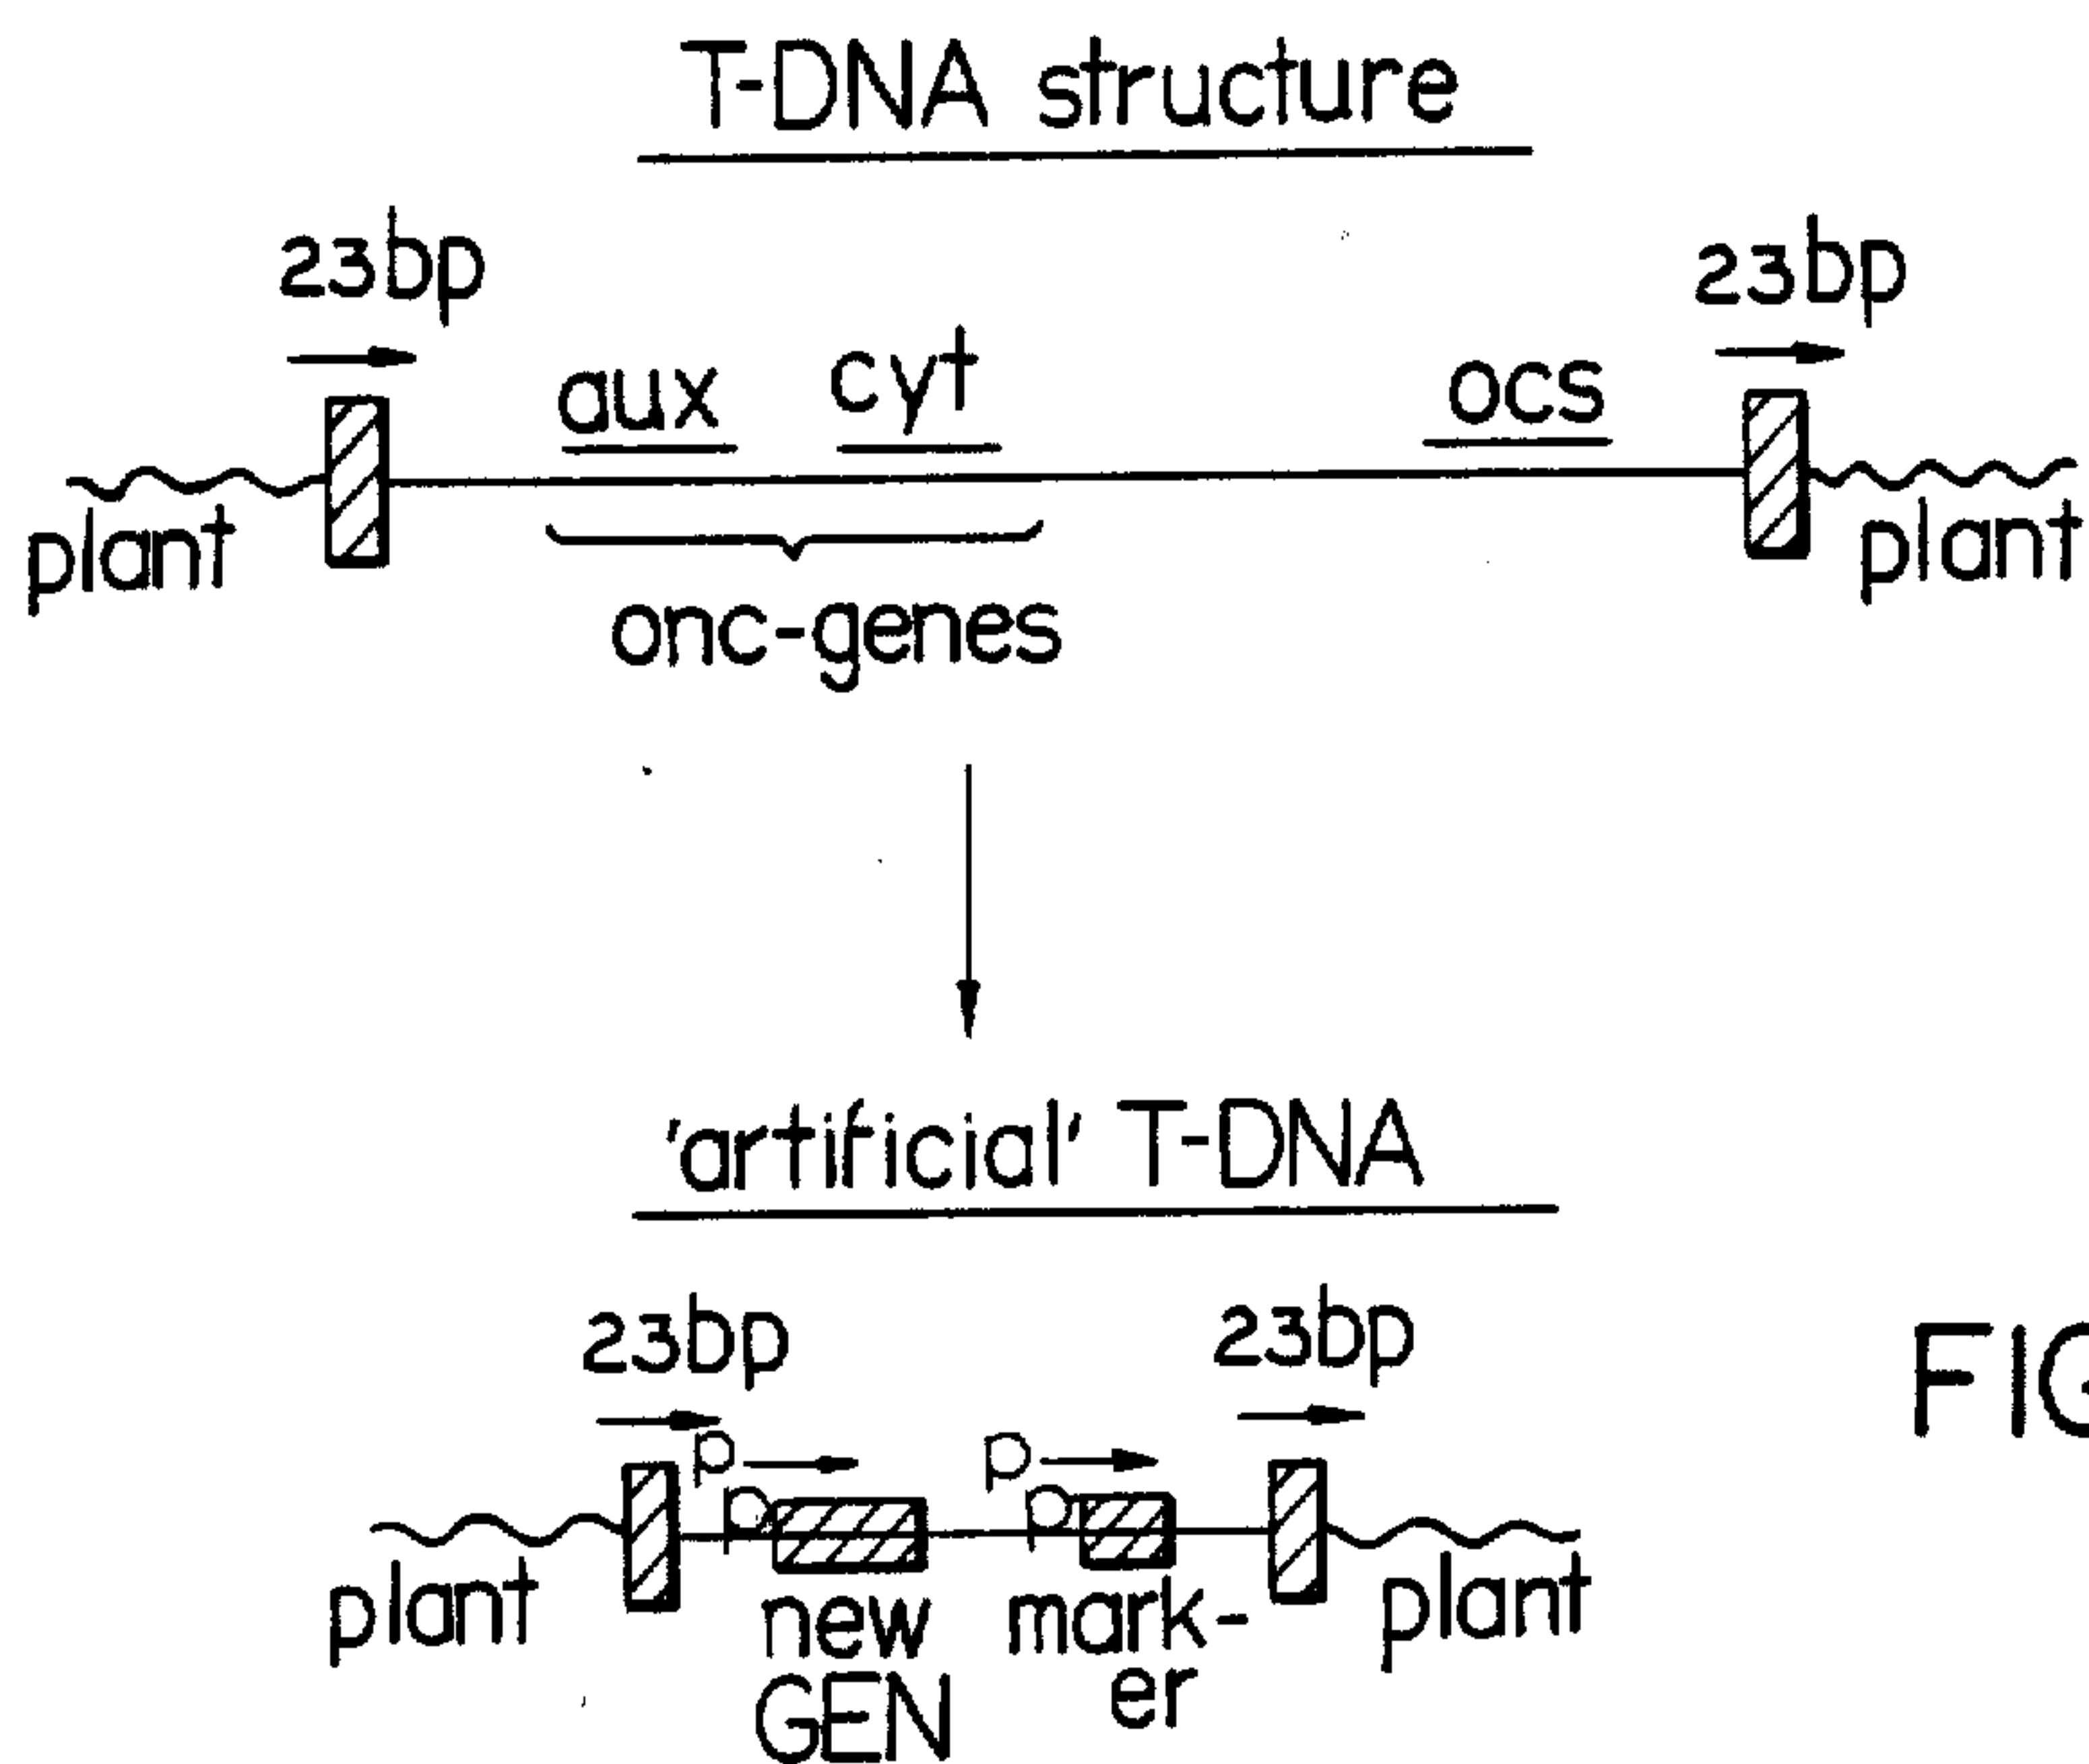 T-DNA structure
23bp 23bp
aux cyt ocs
plant plant
onc-genes
'artificial' T-DNA
23bp 23bp
FIG
p p
p p
plant new mark- plant
GEN er